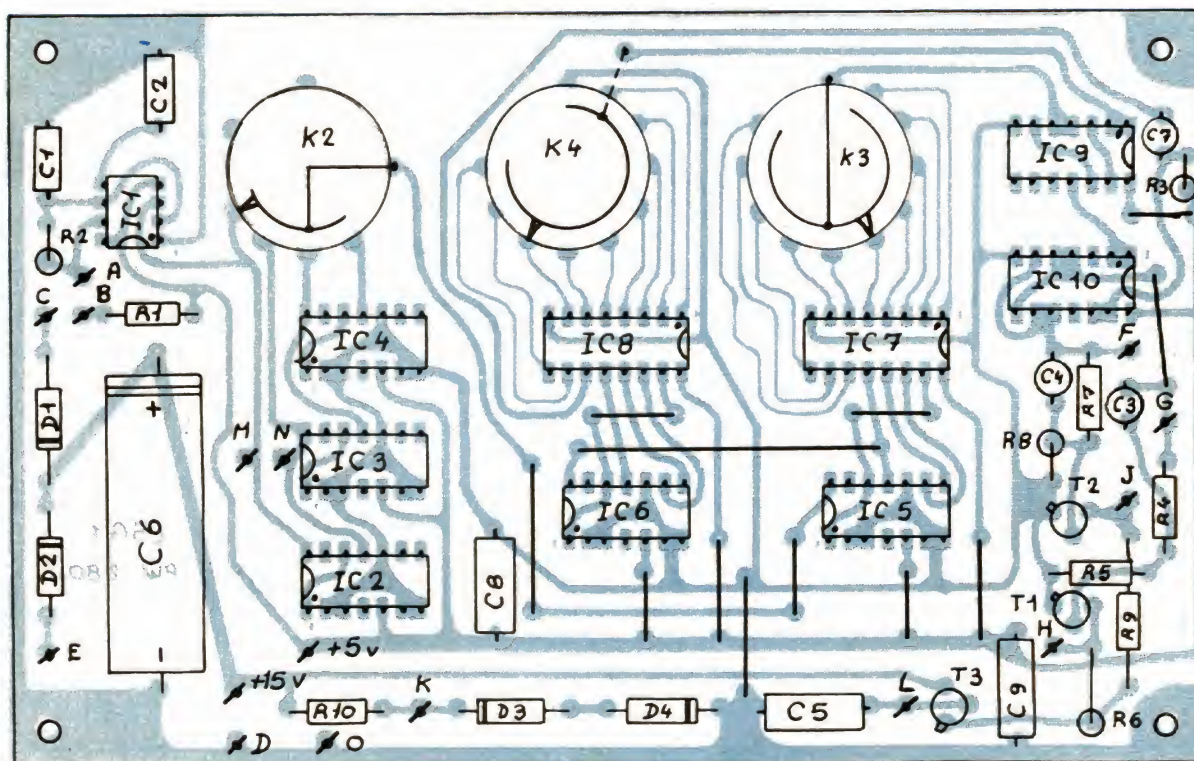 C2
C1
IC1
R2
A
B
C
R1
D1
C6
+
-
D2
E
K2
K4
K3
IC9
C7
R3
IC10
F
IC4
IC8
IC7
C4
R7
C3
G
R8
M
N
IC3
IC6
IC5
T2
J
R4
IC2
C8
R5
T1
H
R9
+5v
+15v
R10
K
D3
D4
C5
L
T3
C9
R6
D
O